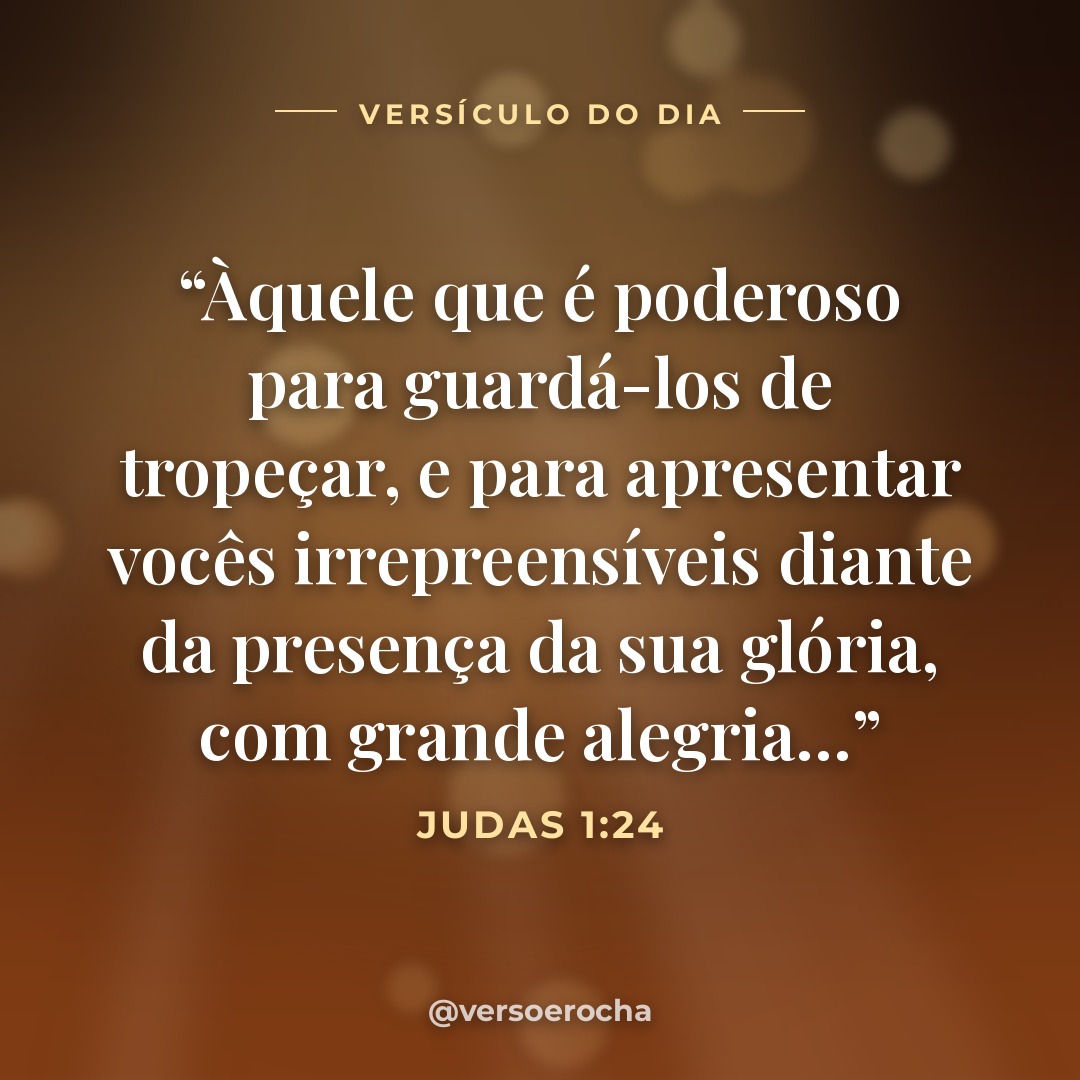 VERSÍCULO DO DIA
“Àquele que é poderoso
para guardá-los de
tropeçar, e para apresentar
vocês irrepreensíveis diante
da presença da sua glória,
com grande alegria...”
JUDAS 1:24
@versoerocha